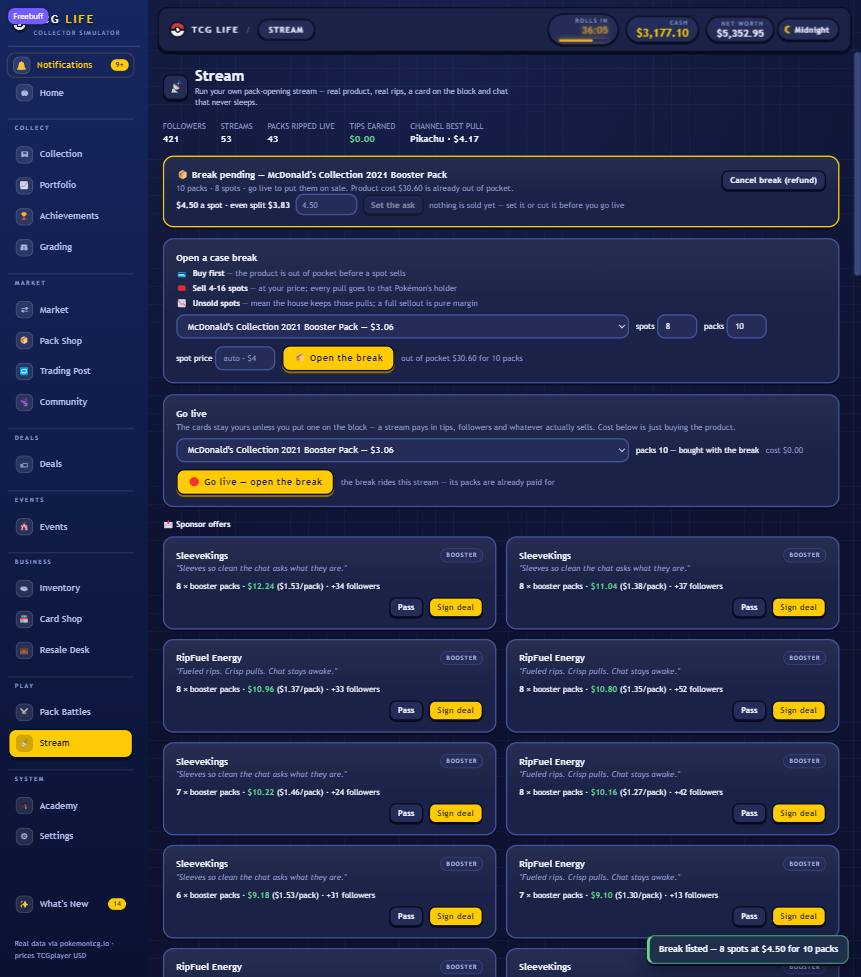 Freebuff
TCG LIFE
COLLECTOR SIMULATOR
Notifications 9+
Home
COLLECT
Collection
Portfolio
Achievements
Grading
MARKET
Market
Pack Shop
Trading Post
Community
DEALS
Deals
EVENTS
Events
BUSINESS
Inventory
Card Shop
Resale Desk
PLAY
Pack Battles
Stream
SYSTEM
Academy
Settings
What's New 14
Real data via pokemontcg.io ·
prices TCGplayer USD
TCG LIFE / STREAM
ROLLS IN
36:05
CASH
$3,177.10
NET WORTH
$5,352.95
Midnight
Stream
Run your own pack-opening stream — real product, real rips, a card on the block and chat
that never sleeps.
FOLLOWERS STREAMS PACKS RIPPED LIVE TIPS EARNED CHANNEL BEST PULL
421 53 43 $0.00 Pikachu · $4.17
Break pending — McDonald's Collection 2021 Booster Pack
10 packs · 8 spots · go live to put them on sale. Product cost $30.60 is already out of pocket.
Cancel break (refund)
$4.50 a spot · even split $3.83 4.50 Set the ask nothing is sold yet — set it or cut it before you go live
Open a case break
Buy first — the product is out of pocket before a spot sells
Sell 4-16 spots — at your price; every pull goes to that Pokémon's holder
Unsold spots — mean the house keeps those pulls; a full sellout is pure margin
McDonald's Collection 2021 Booster Pack — $3.06 spots 8 packs 10
spot price auto · $4 Open the break out of pocket $30.60 for 10 packs
Go live
The cards stay yours unless you put one on the block — a stream pays in tips, followers and whatever actually sells. Cost below is just buying the product.
McDonald's Collection 2021 Booster Pack — $3.06 packs 10 — bought with the break cost $0.00
Go live — open the break the break rides this stream — its packs are already paid for
Sponsor offers
SleeveKings BOOSTER
"Sleeves so clean the chat asks what they are."
8 × booster packs · $12.24 ($1.53/pack) · +34 followers
Pass Sign deal
SleeveKings BOOSTER
"Sleeves so clean the chat asks what they are."
8 × booster packs · $11.04 ($1.38/pack) · +37 followers
Pass Sign deal
RipFuel Energy BOOSTER
"Fueled rips. Crisp pulls. Chat stays awake."
8 × booster packs · $10.96 ($1.37/pack) · +33 followers
Pass Sign deal
RipFuel Energy BOOSTER
"Fueled rips. Crisp pulls. Chat stays awake."
8 × booster packs · $10.80 ($1.35/pack) · +52 followers
Pass Sign deal
SleeveKings BOOSTER
"Sleeves so clean the chat asks what they are."
7 × booster packs · $10.22 ($1.46/pack) · +24 followers
Pass Sign deal
RipFuel Energy BOOSTER
"Fueled rips. Crisp pulls. Chat stays awake."
8 × booster packs · $10.16 ($1.27/pack) · +42 followers
Pass Sign deal
SleeveKings BOOSTER
"Sleeves so clean the chat asks what they are."
6 × booster packs · $9.18 ($1.53/pack) · +31 followers
Pass Sign deal
RipFuel Energy BOOSTER
"Fueled rips. Crisp pulls. Chat stays awake."
7 × booster packs · $9.10 ($1.30/pack) · +13 followers
Pass Sign deal
RipFuel Energy BOOSTER
SleeveKings
Break listed — 8 spots at $4.50 for 10 packs